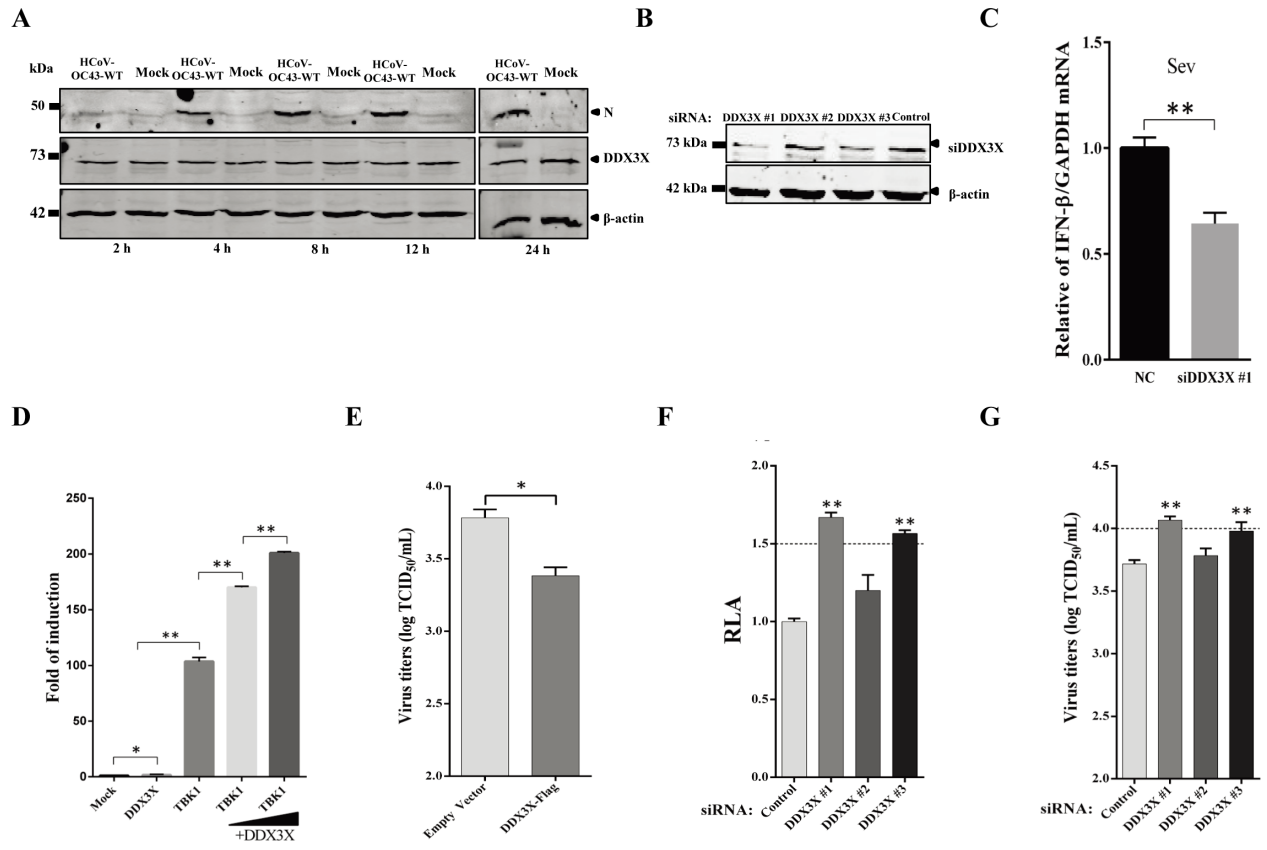 A
B
C
kDa
HCoV-
OC43-WT
Mock
HCoV-
OC43-WT
Mock
HCoV-
OC43-WT
Mock
HCoV-
OC43-WT
Mock
HCoV-
OC43-WT
Mock
50
N
73
DDX3X
42
β-actin
2 h
4 h
8 h
12 h
24 h
siRNA: DDX3X #1 DDX3X #2 DDX3X #3 Control
73 kDa
siDDX3X
42 kDa
β-actin
Relative of IFN-β/GAPDH mRNA
1.5
1.0
0.5
0.0
Sev
**
NC
siDDX3X #1
D
E
F
G
Fold of induction
250
200
150
100
50
0
*
**
**
**
Mock
DDX3X
TBK1
TBK1
TBK1
+DDX3X
Virus titers (log TCID50/mL)
4.0
3.5
3.0
2.5
2.0
*
Empty Vector
DDX3X-Flag
RLA
2.0
1.5
1.0
0.5
0.0
**
**
siRNA:
Control
DDX3X #1
DDX3X #2
DDX3X #3
Virus titers (log TCID50/mL)
4.5
4.0
3.5
3.0
2.5
2.0
**
**
siRNA:
Control
DDX3X #1
DDX3X #2
DDX3X #3